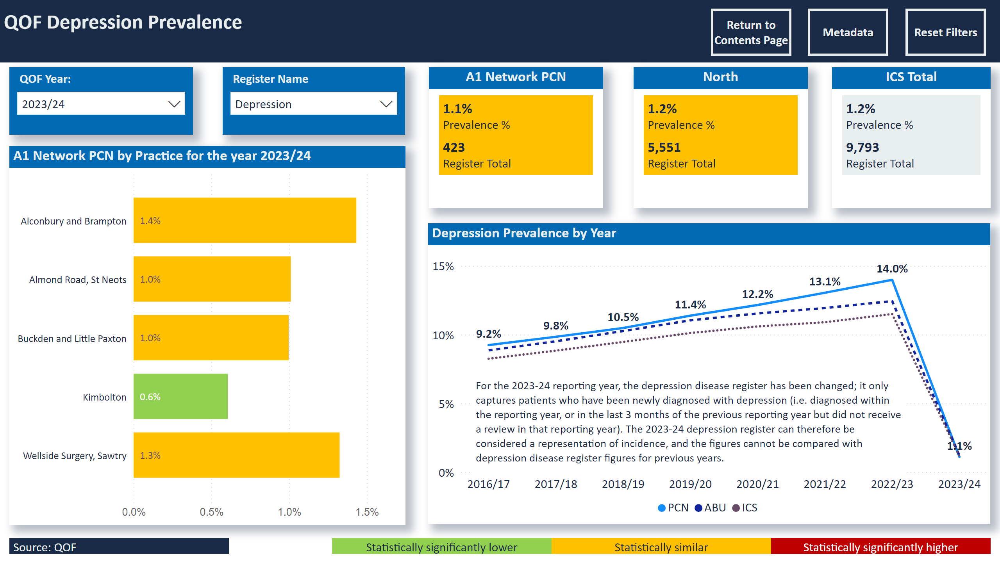 QOF Depression Prevalence
Return to
Contents Page
Metadata
Reset Filters
QOF Year:
2023/24
Register Name
Depression
A1 Network PCN
1.1%
Prevalence %
423
Register Total
North
1.2%
Prevalence %
5,551
Register Total
ICS Total
1.2%
Prevalence %
9,793
Register Total
A1 Network PCN by Practice for the year 2023/24
Alconbury and Brampton
1.4%
Almond Road, St Neots
1.0%
Buckden and Little Paxton
1.0%
Kimbolton
0.6%
Wellside Surgery, Sawtry
1.3%
0.0%
0.5%
1.0%
1.5%
Depression Prevalence by Year
15%
10%
5%
0%
9.2%
9.8%
10.5%
11.4%
12.2%
13.1%
14.0%
1.1%
For the 2023-24 reporting year, the depression disease register has been changed; it only
captures patients who have been newly diagnosed with depression (i.e. diagnosed within
the reporting year, or in the last 3 months of the previous reporting year but did not receive
a review in that reporting year). The 2023-24 depression register can therefore be
considered a representation of incidence, and the figures cannot be compared with
depression disease register figures for previous years.
2016/17
2017/18
2018/19
2019/20
2020/21
2021/22
2022/23
2023/24
PCN
ABU
ICS
Source: QOF
Statistically significantly lower
Statistically similar
Statistically significantly higher